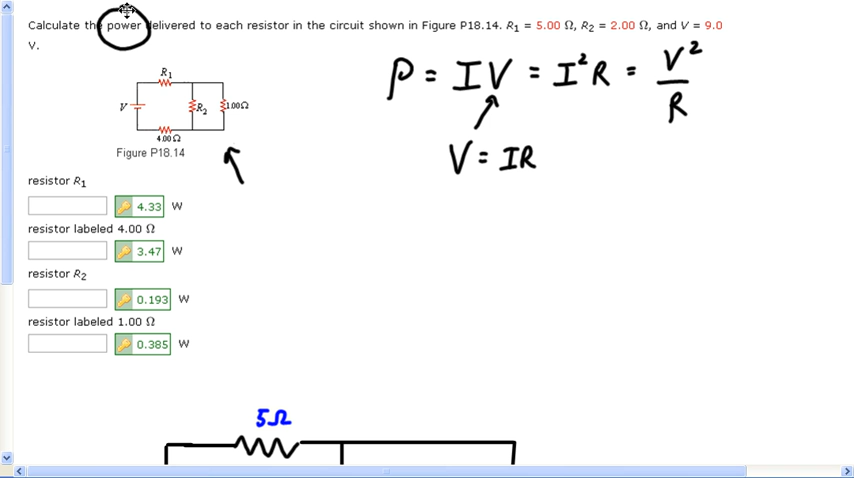 Calculate the power delivered to each resistor in the circuit shown in Figure P18.14. R₁ = 5.00 Ω, R₂ = 2.00 Ω, and V = 9.0
V.
P = IV = I²R = V²/R
V = IR
R₁
V
R₂
1.00Ω
4.00Ω
Figure P18.14
resistor R₁
4.33 W
resistor labeled 4.00 Ω
3.47 W
resistor R₂
0.193 W
resistor labeled 1.00 Ω
0.385 W
5Ω